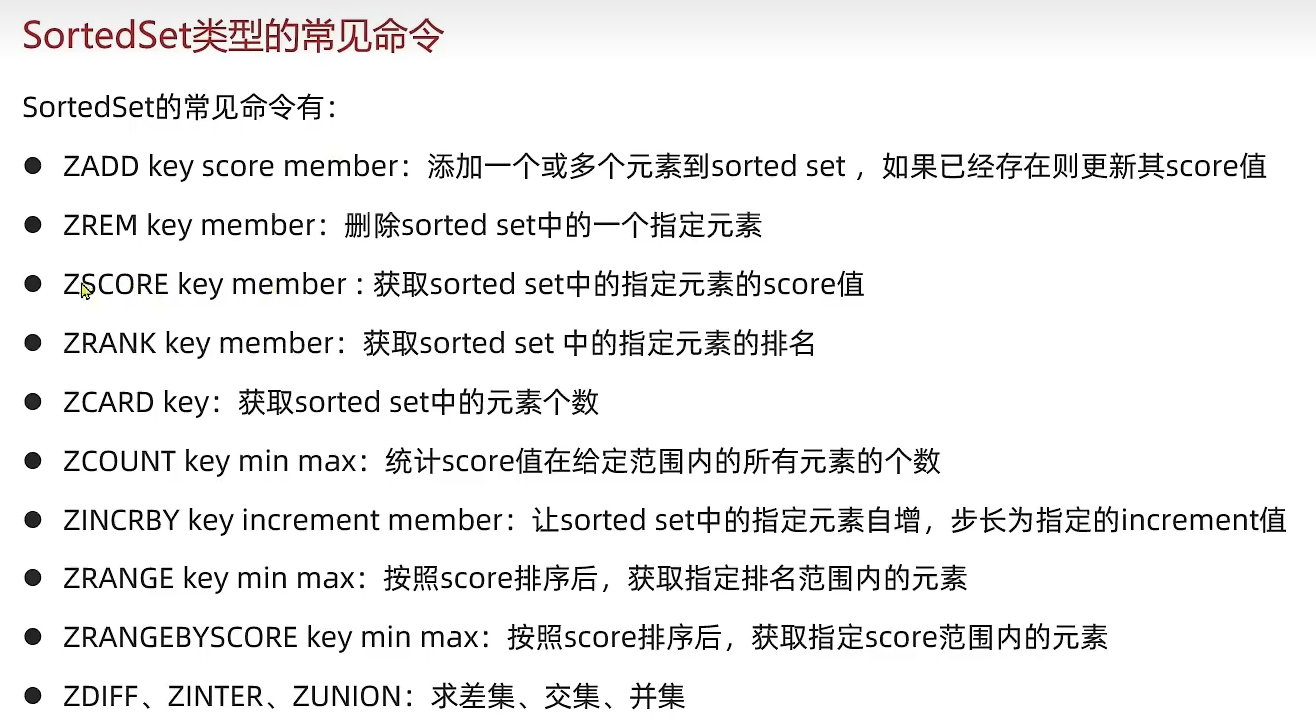 SortedSet类型的常见命令
SortedSet的常见命令有：
● ZADD key score member：添加一个或多个元素到sorted set ，如果已经存在则更新其score值
● ZREM key member：删除sorted set中的一个指定元素
● ZSCORE key member : 获取sorted set中的指定元素的score值
● ZRANK key member：获取sorted set 中的指定元素的排名
● ZCARD key：获取sorted set中的元素个数
● ZCOUNT key min max：统计score值在给定范围内的所有元素的个数
● ZINCRBY key increment member：让sorted set中的指定元素自增，步长为指定的increment值
● ZRANGE key min max：按照score排序后，获取指定排名范围内的元素
● ZRANGEBYSCORE key min max：按照score排序后，获取指定score范围内的元素
● ZDIFF、ZINTER、ZUNION：求差集、交集、并集